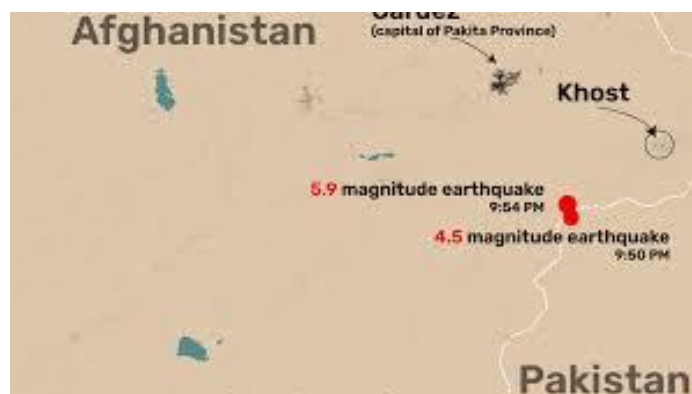 Afghanistan
Gardez
(capital of Pakita Province)
Khost
5.9 magnitude earthquake
9:54 PM
4.5 magnitude earthquake
9:50 PM
Pakistan